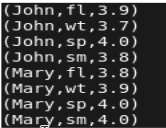 (John,fl,3.9)
(John,wt,3.7)
(John,sp,4.0)
(John,sm,3.8)
(Mary,fl,3.8)
(Mary,wt,3.9)
(Mary,sp,4.0)
(Mary,sm,4.0)